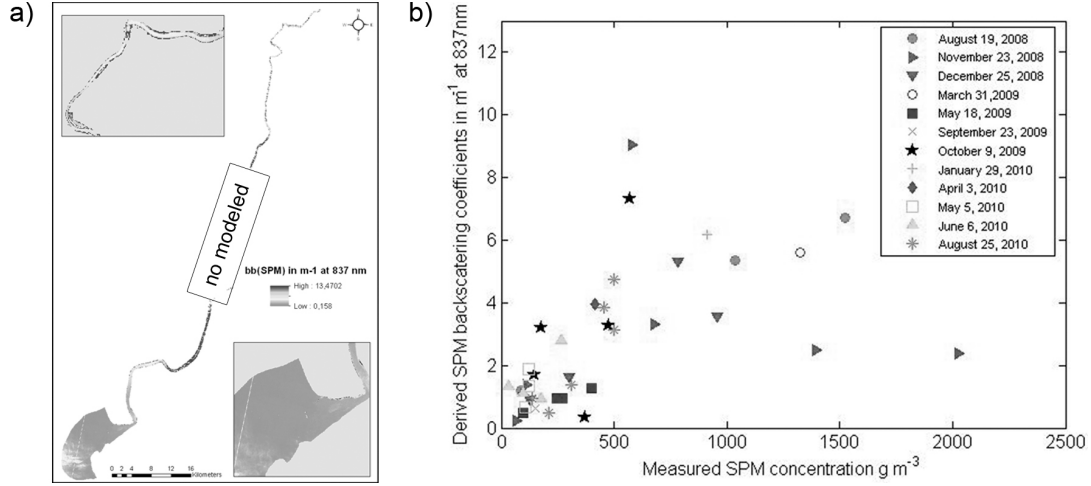 a)
N
W
E
S
no modeled
bb(SPM) in m-1 at 837 nm
High : 13,4702
Low : 0,158
0 2 4 8 12 16
Kilometers
b)
Derived SPM backscatering coefficients in m-1 at 837nm
12
10
8
6
4
2
0
0 500 1000 1500 2000 2500
Measured SPM concentration g m-3
August 19, 2008
November 23, 2008
December 25, 2008
March 31,2009
May 18, 2009
September 23, 2009
October 9, 2009
January 29, 2010
April 3, 2010
May 5, 2010
June 6, 2010
August 25, 2010